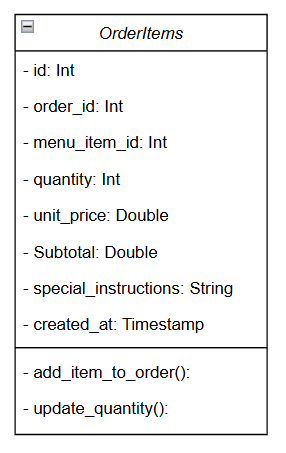 OrderItems
- id: Int
- order_id: Int
- menu_item_id: Int
- quantity: Int
- unit_price: Double
- Subtotal: Double
- special_instructions: String
- created_at: Timestamp
- add_item_to_order():
- update_quantity():